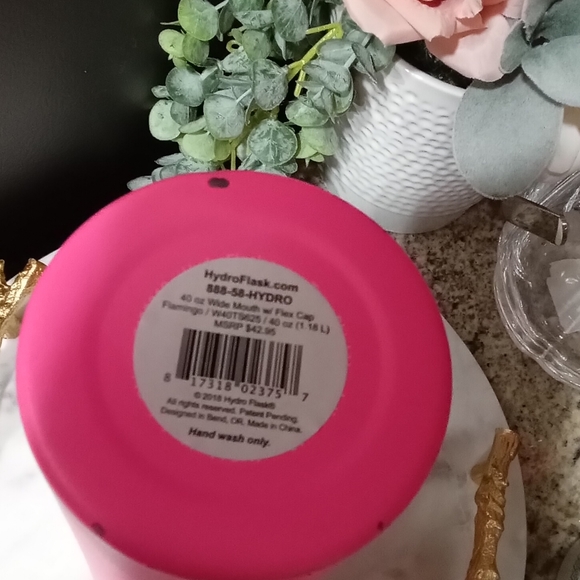 HydroFlask.com
888-58-HYDRO
40 oz Wide Mouth w/ Flex Cap
Flamingo / W40TS625 / 40 oz (1.18 L)
MSRP $42.95
8 17318 02375 7
© 2018 Hydro Flask®
All rights reserved. Patent Pending.
Designed in Bend, OR, Made in China.
Hand wash only.